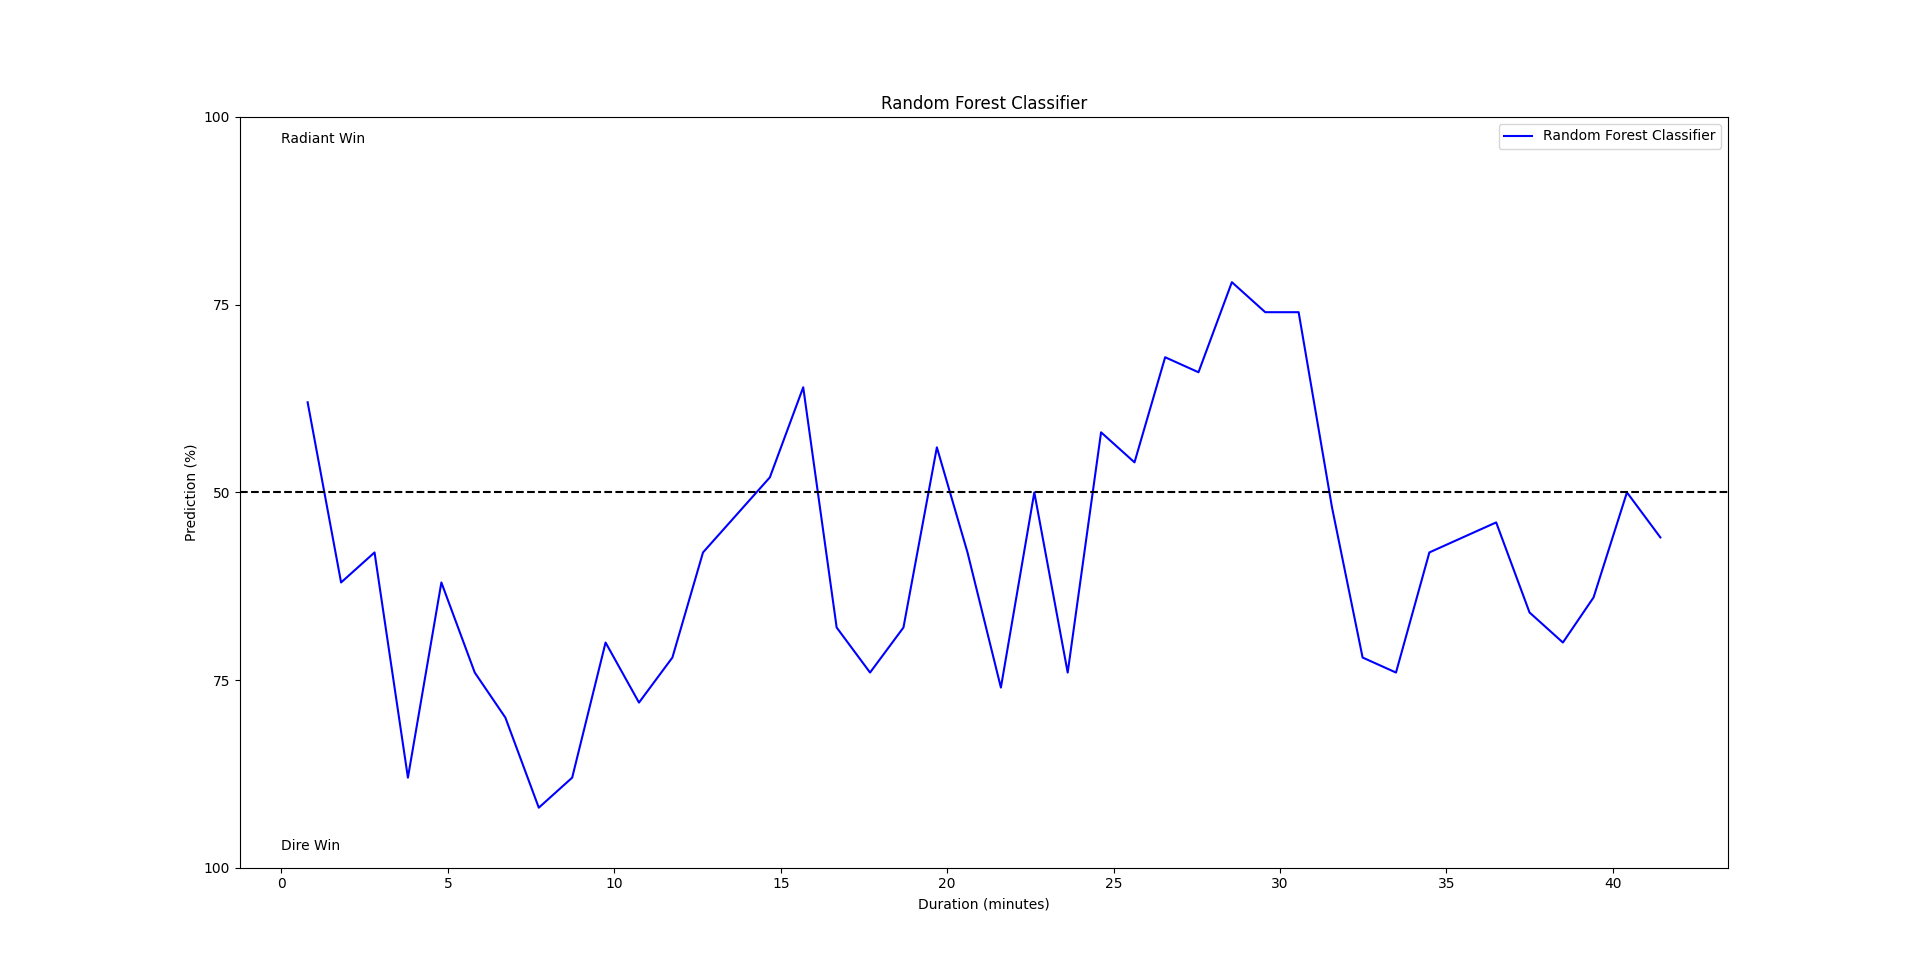 Random Forest Classifier
100
Radiant Win
Random Forest Classifier
75
Prediction (%)
50
75
Dire Win
100
0 5 10 15 20 25 30 35 40
Duration (minutes)